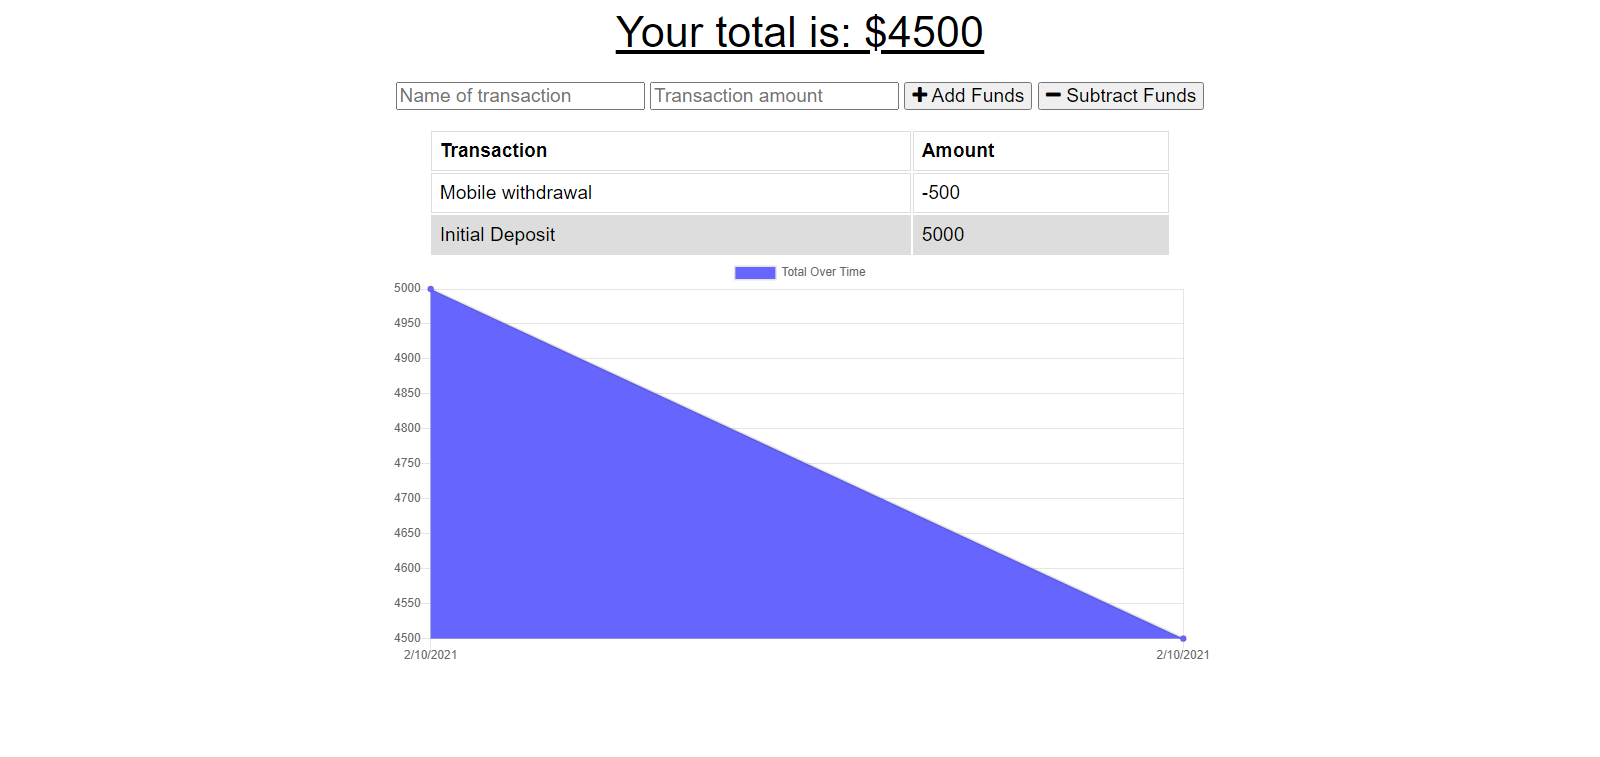 Your total is: $4500
Name of transaction Transaction amount Add Funds Subtract Funds
Transaction Amount
Mobile withdrawal -500
Initial Deposit 5000
Total Over Time
5000
4950
4900
4850
4800
4750
4700
4650
4600
4550
4500
2/10/2021 2/10/2021